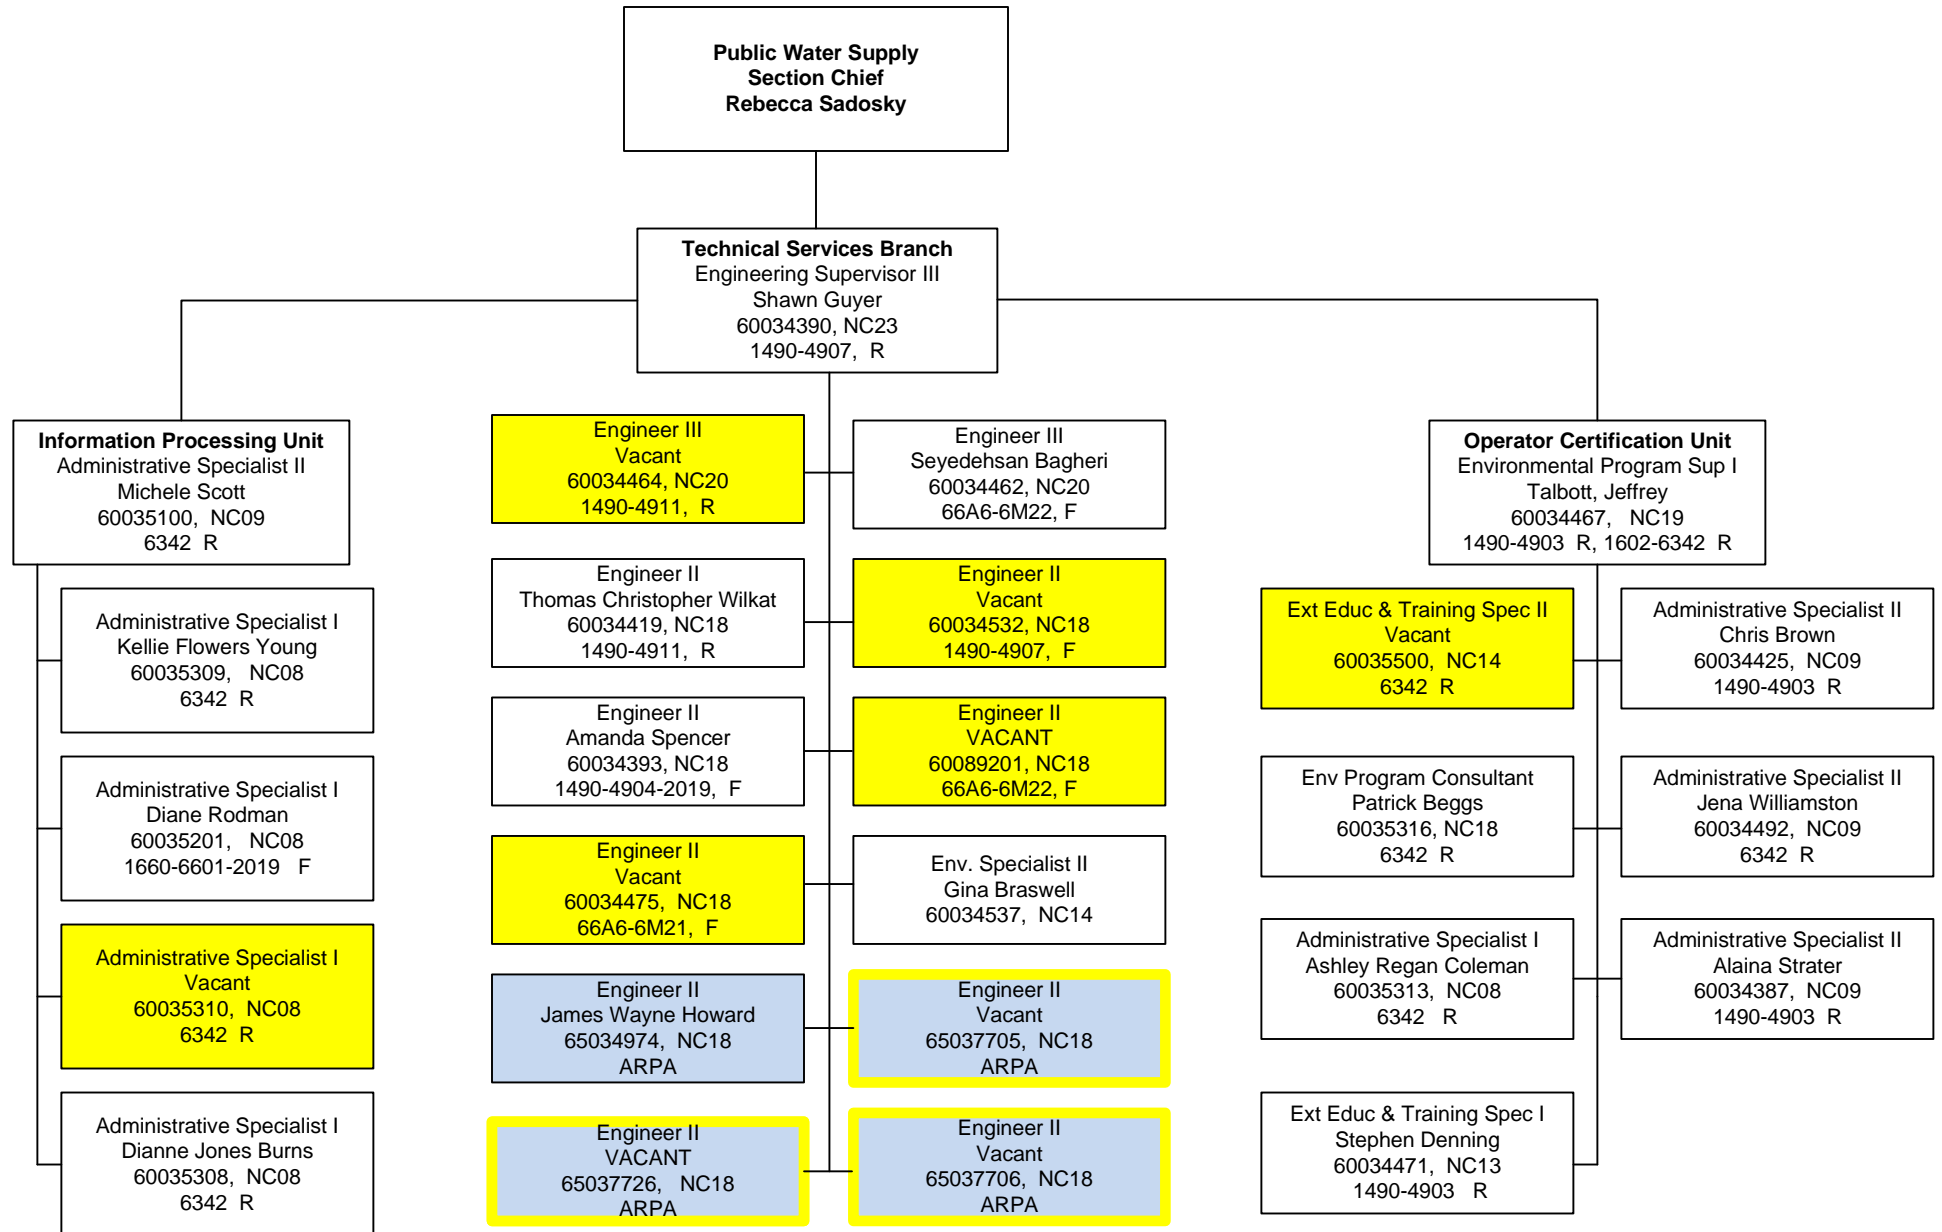 Public Water Supply
Section Chief
Rebecca Sadosky
Technical Services Branch
Engineering Supervisor III
Shawn Guyer
60034390, NC23
1490-4907, R
Information Processing Unit
Administrative Specialist II
Michele Scott
60035100, NC09
6342 R
Administrative Specialist I
Kellie Flowers Young
60035309, NC08
6342 R
Administrative Specialist I
Diane Rodman
60035201, NC08
1660-6601-2019 F
Administrative Specialist I
Vacant
60035310, NC08
6342 R
Administrative Specialist I
Dianne Jones Burns
60035308, NC08
6342 R
Engineer III
Vacant
60034464, NC20
1490-4911, R
Engineer III
Seyedehsan Bagheri
60034462, NC20
66A6-6M22, F
Engineer II
Thomas Christopher Wilkat
60034419, NC18
1490-4911, R
Engineer II
Vacant
60034532, NC18
1490-4907, F
Engineer II
Amanda Spencer
60034393, NC18
1490-4904-2019, F
Engineer II
VACANT
60089201, NC18
66A6-6M22, F
Engineer II
Vacant
60034475, NC18
66A6-6M21, F
Env. Specialist II
Gina Braswell
60034537, NC14
Engineer II
James Wayne Howard
65034974, NC18
ARPA
Engineer II
Vacant
65037705, NC18
ARPA
Engineer II
VACANT
65037726, NC18
ARPA
Engineer II
Vacant
65037706, NC18
ARPA
Operator Certification Unit
Environmental Program Sup I
Talbott, Jeffrey
60034467, NC19
1490-4903 R, 1602-6342 R
Ext Educ & Training Spec II
Vacant
60035500, NC14
6342 R
Administrative Specialist II
Chris Brown
60034425, NC09
1490-4903 R
Env Program Consultant
Patrick Beggs
60035316, NC18
6342 R
Administrative Specialist II
Jena Williamston
60034492, NC09
6342 R
Administrative Specialist I
Ashley Regan Coleman
60035313, NC08
6342 R
Administrative Specialist II
Alaina Strater
60034387, NC09
1490-4903 R
Ext Educ & Training Spec I
Stephen Denning
60034471, NC13
1490-4903 R